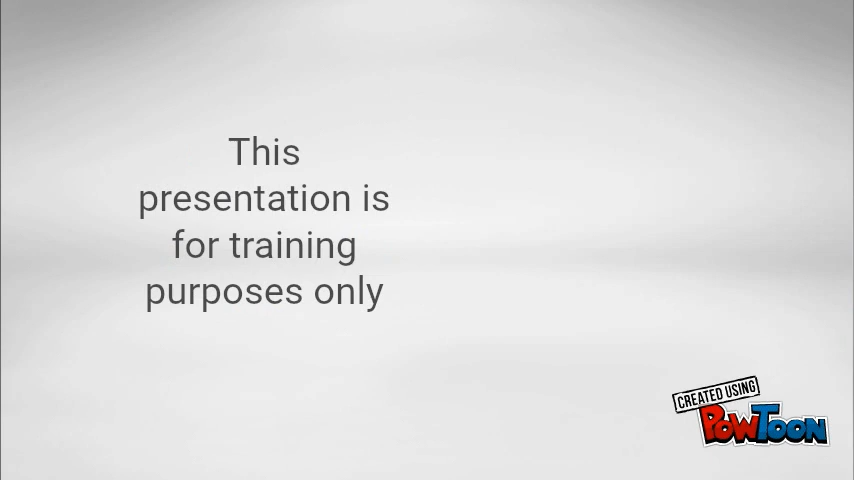 This
presentation is
for training
purposes only
CREATED USING
POWTOON